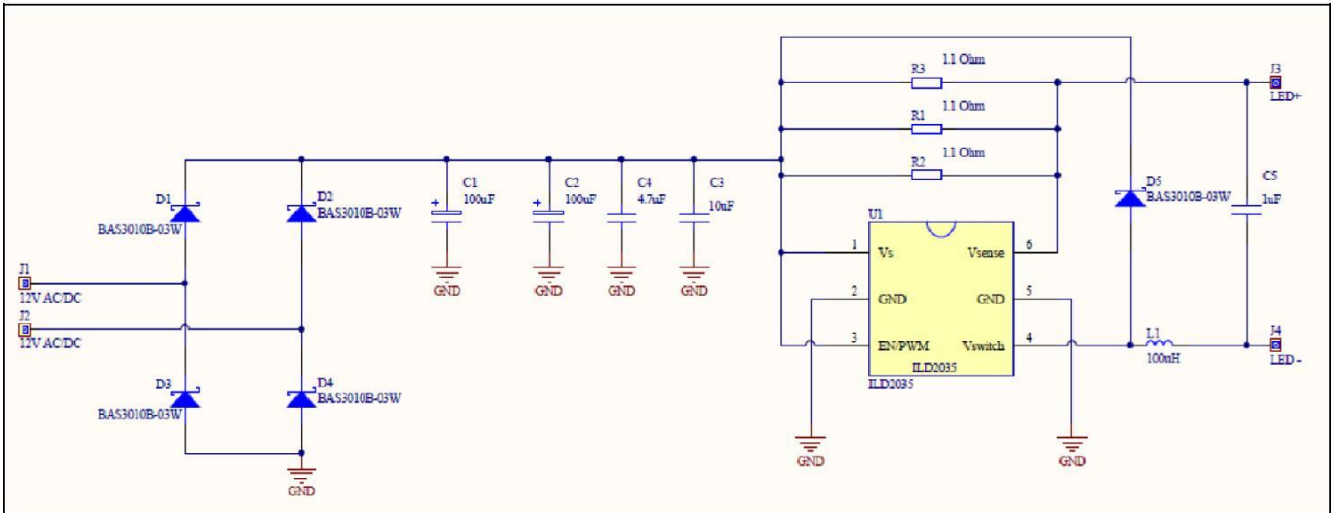 1.1 Ohm
R3
J3
LED+
1.1 Ohm
R1
1.1 Ohm
R2
D1
BAS3010B-03W
D2
BAS3010B-03W
C1
100uF
+
GND
C2
100uF
+
GND
C4
4.7uF
GND
C3
10uF
GND
D5
BAS3010B-03W
C5
1uF
U1
1 Vs Vsense 6
2 GND GND 5
3 EN/PWM Vswitch 4
ILD2035
ILD2035
J1
12V AC/DC
J2
12V AC/DC
L1
100uH
J4
LED-
D3
BAS3010B-03W
D4
BAS3010B-03W
GND
GND
GND